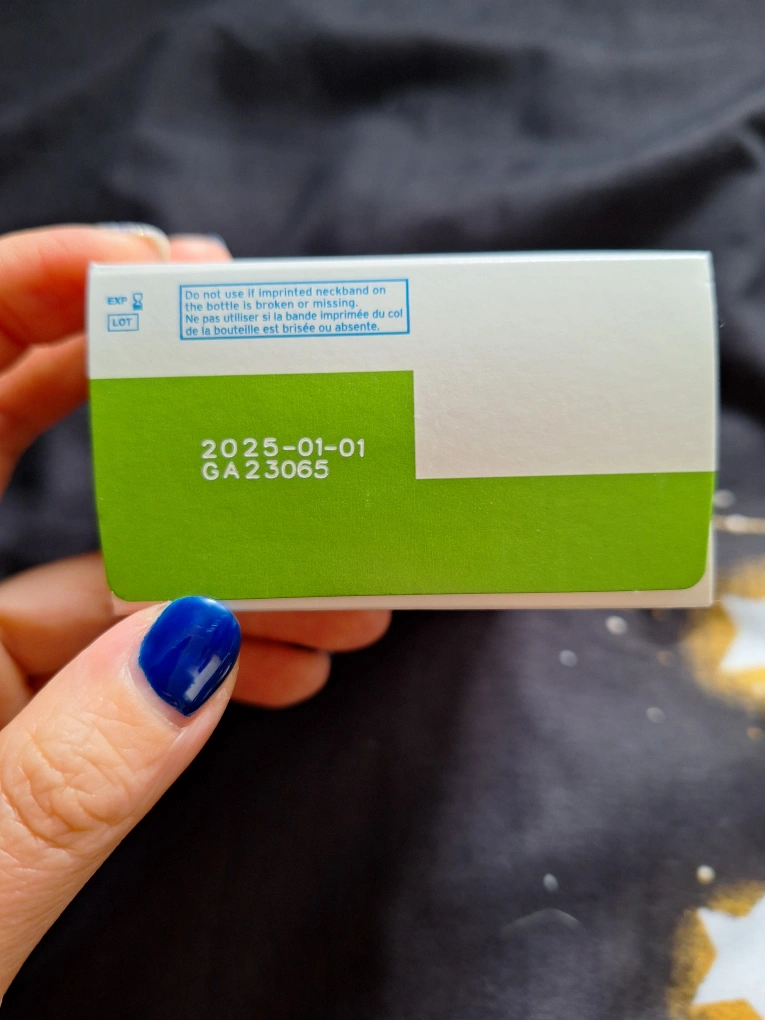 EXP
LOT
Do not use if imprinted neckband on
the bottle is broken or missing.
Ne pas utiliser si la bande imprimée du col
de la bouteille est brisée ou absente.
2025-01-01
GA23065